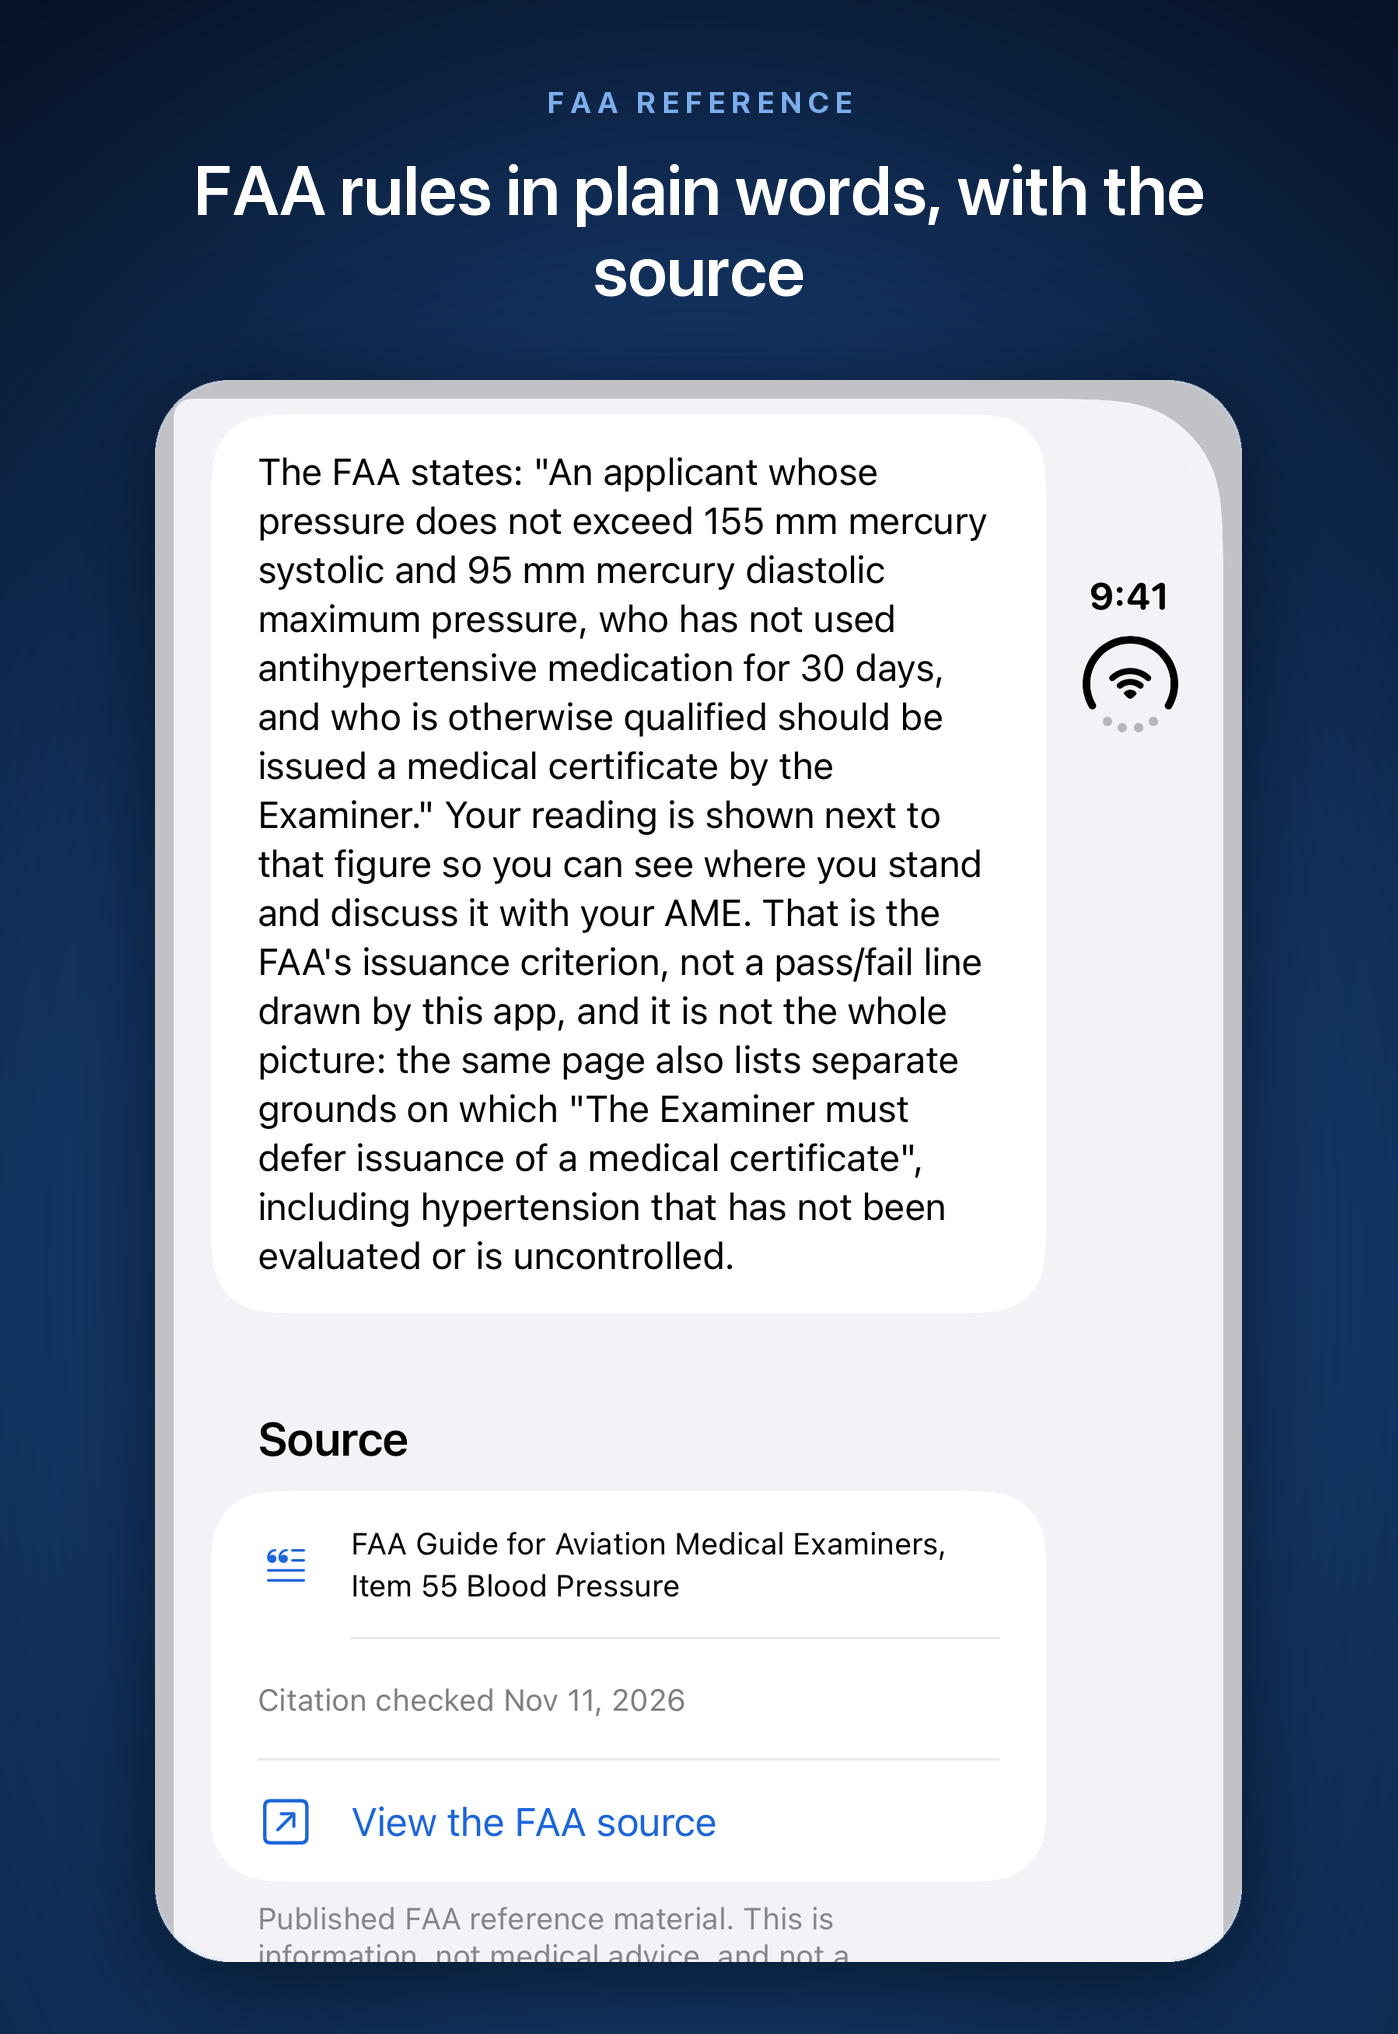 FAA REFERENCE
FAA rules in plain words, with the
source
The FAA states: "An applicant whose
pressure does not exceed 155 mm mercury
systolic and 95 mm mercury diastolic
maximum pressure, who has not used
antihypertensive medication for 30 days,
and who is otherwise qualified should be
issued a medical certificate by the
Examiner." Your reading is shown next to
that figure so you can see where you stand
and discuss it with your AME. That is the
FAA's issuance criterion, not a pass/fail line
drawn by this app, and it is not the whole
picture: the same page also lists separate
grounds on which "The Examiner must
defer issuance of a medical certificate",
including hypertension that has not been
evaluated or is uncontrolled.
9:41
Source
FAA Guide for Aviation Medical Examiners,
Item 55 Blood Pressure
Citation checked Nov 11, 2026
View the FAA source
Published FAA reference material. This is
information, not medical advice, and not a